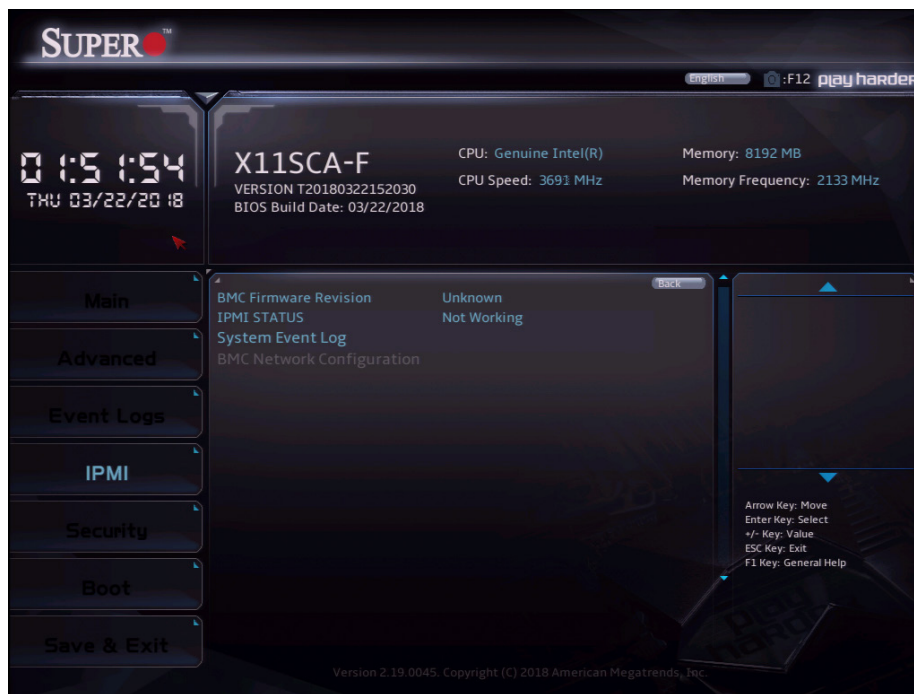 SUPER™
English :F12 play harder
01:51:54
THU 03/22/2018
X11SCA-F
VERSION T20180322152030
BIOS Build Date: 03/22/2018
CPU: Genuine Intel(R)
CPU Speed: 3691 MHz
Memory: 8192 MB
Memory Frequency: 2133 MHz
Main
Advanced
Event Logs
IPMI
Security
Boot
Save & Exit
Back
BMC Firmware Revision Unknown
IPMI STATUS Not Working
System Event Log
BMC Network Configuration
Arrow Key: Move
Enter Key: Select
+/- Key: Value
ESC Key: Exit
F1 Key: General Help
play
harder
Version 2.19.0045. Copyright (C) 2018 American Megatrends, Inc.